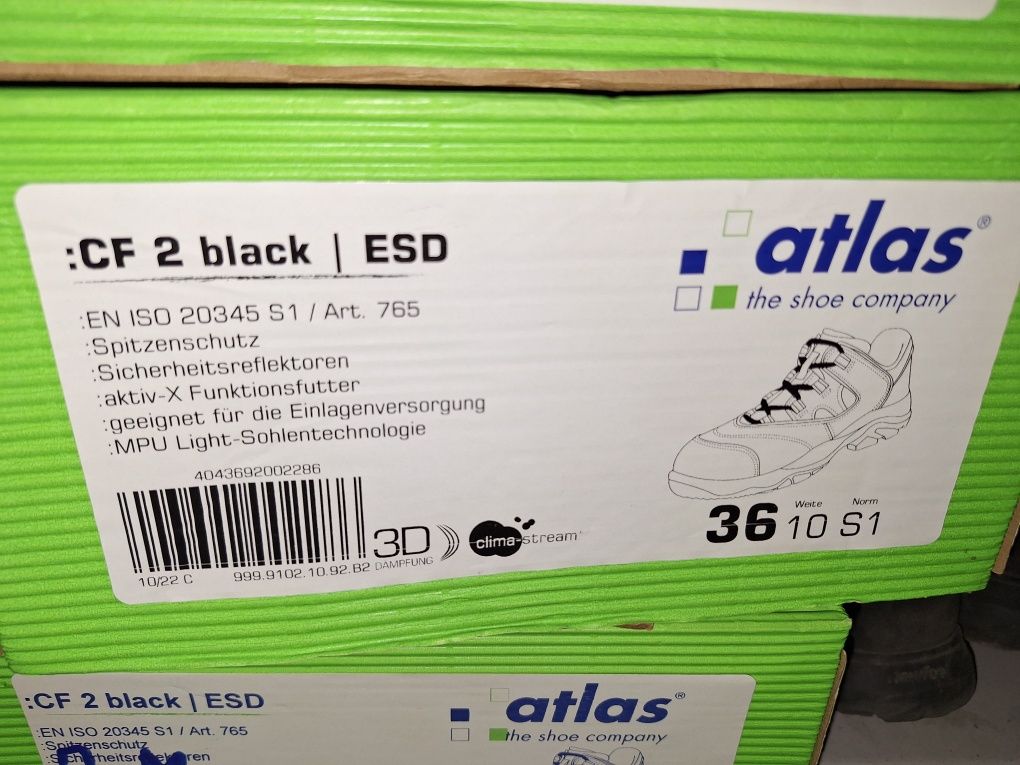 :CF 2 black | ESD
atlas®
the shoe company
:EN ISO 20345 S1 / Art. 765
:Spitzenschutz
:Sicherheitsreflektoren
:aktiv-X Funktionsfutter
:geeignet für die Einlagenversorgung
:MPU Light-Sohlentechnologie
4043692002286
10/22 C
999.9102.10.92.B2
3D
DÄMPFUNG
clima-stream
Weite Norm
36 10 S1
:CF 2 black | ESD
atlas®
the shoe company
:EN ISO 20345 S1 / Art. 765
:Spitzenschutz
:Sicherheitsreflektoren